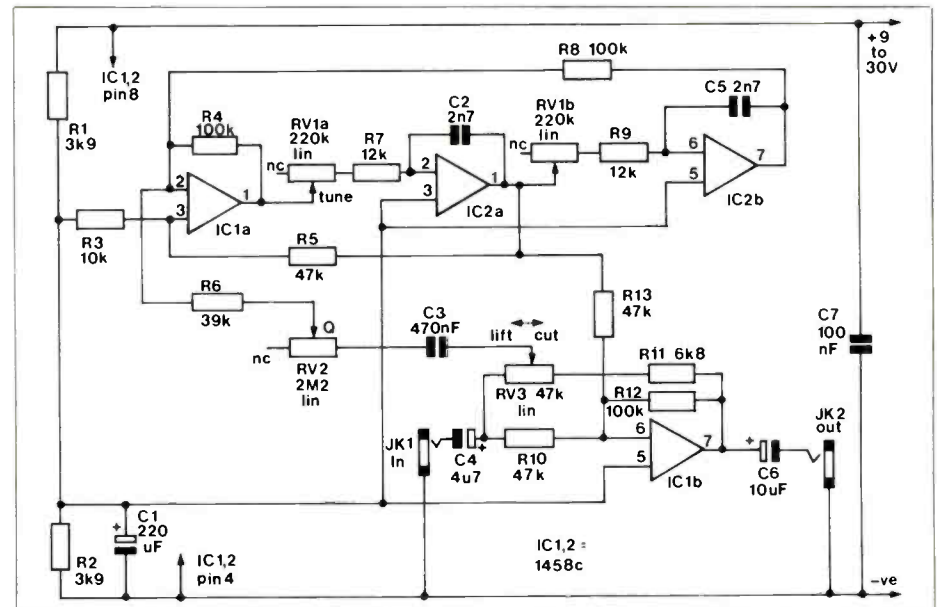 +9
to
30V
IC1,2
pin8
R8 100k
C5 2n7
R1
3k9
R4
100k
RV1a
220k
lin
nc
tune
R7
12k
C2
2n7
RV1b
220k
lin
nc
R9
12k
2
3
1
IC1a
2
3
1
IC2a
6
5
7
IC2b
R3
10k
R5
47k
R6
39k
R13
47k
Q
nc
RV2
2M2
lin
C3
470nF
lift
cut
RV3 47k
lin
R11 6k8
R12
100k
C7
100
nF
JK1
In
C4
4u7
+
R10
47k
6
5
7
IC1b
+
C6
10uF
JK2
out
R2
3k9
+
C1
220
uF
IC1,2
pin4
IC1,2 =
1458c
-ve